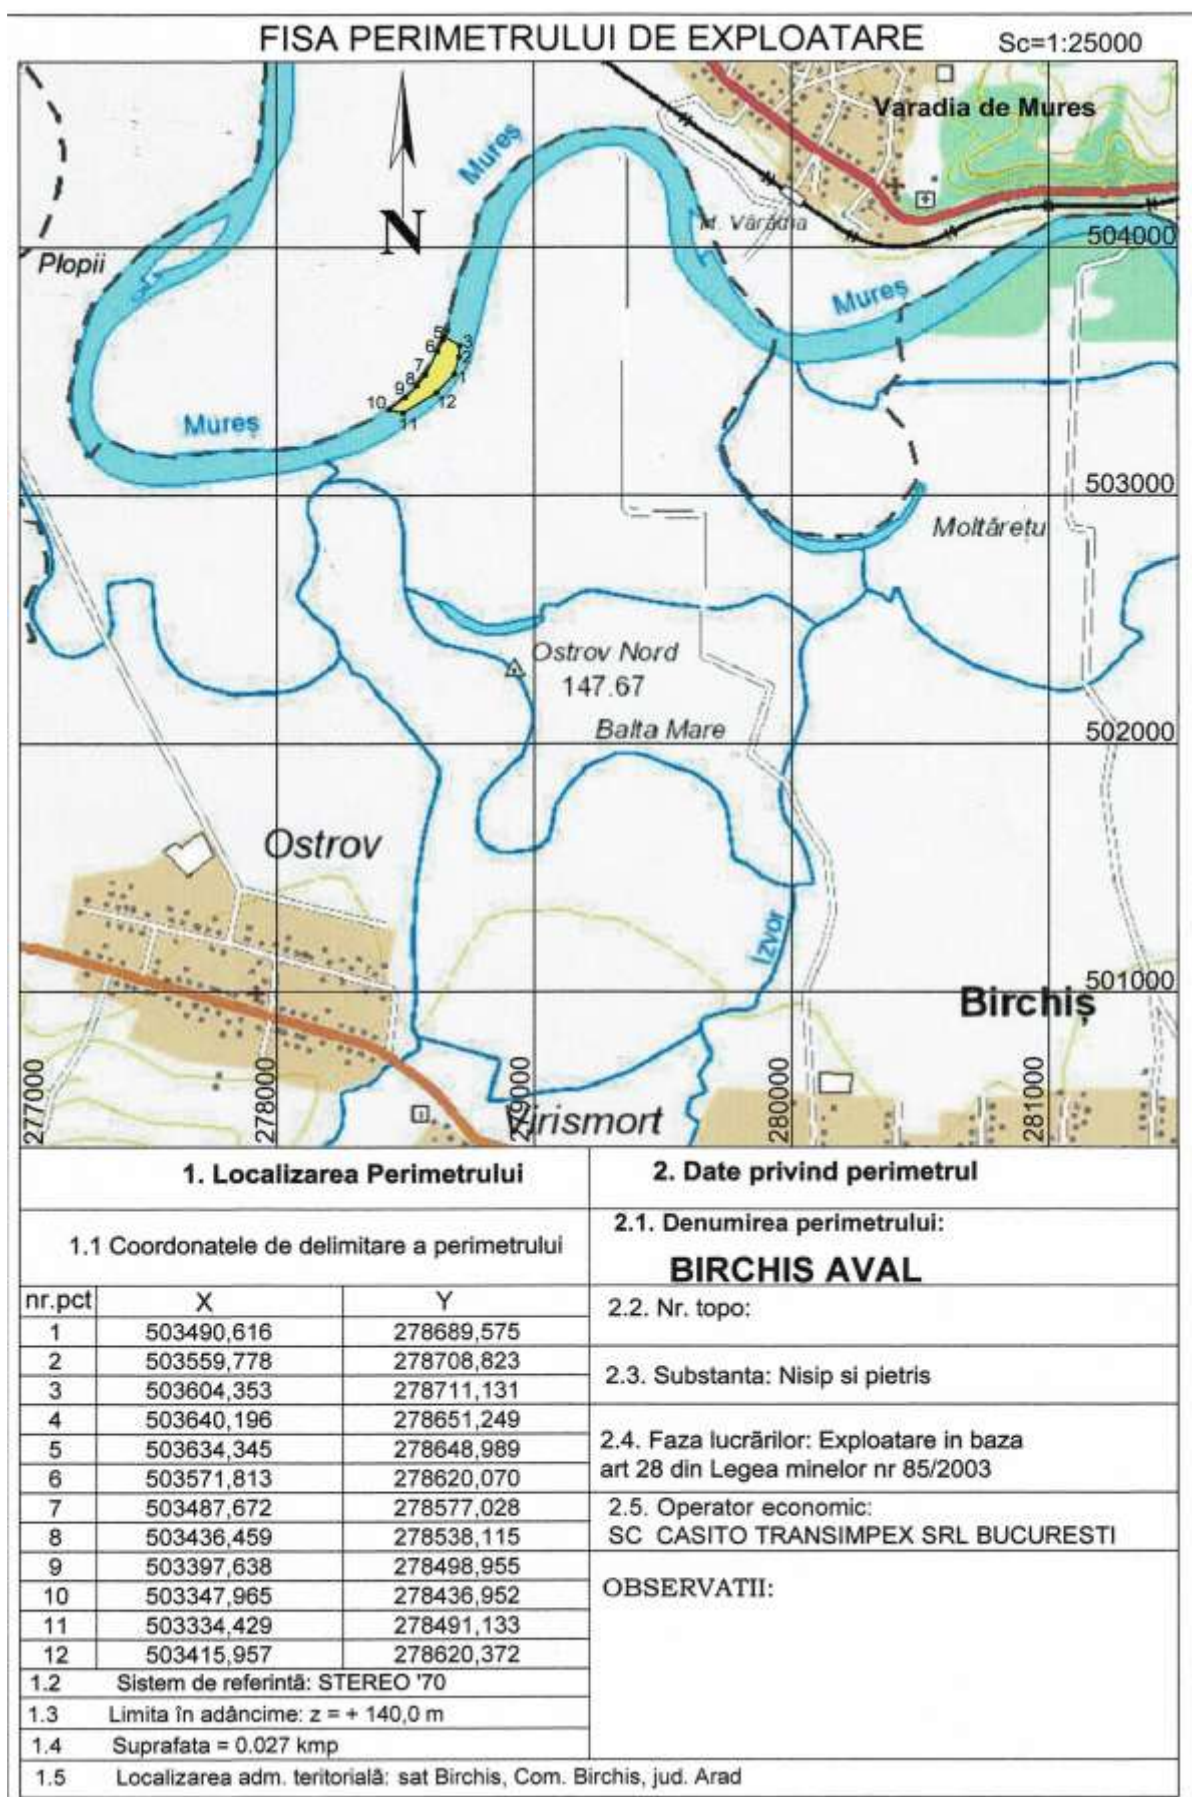 FISA PERIMETRULUI DE EXPLOATARE Sc=1:25000
Varadia de Mures
Mureș
N
H. Vărădia
504000
Plopii
Mureș
5
3
6
2
7
1
8
9
12
10
11
Mureș
503000
Moltărețu
Ostrov Nord
147.67
Balta Mare
502000
Ostrov
Izvor
501000
Birchiș
277000
278000
279000
280000
281000
Virismort
1. Localizarea Perimetrului
2. Date privind perimetrul
1.1 Coordonatele de delimitare a perimetrului
2.1. Denumirea perimetrului:
BIRCHIS AVAL
nr.pct X Y
1 503490,616 278689,575
2 503559,778 278708,823
3 503604,353 278711,131
4 503640,196 278651,249
5 503634,345 278648,989
6 503571,813 278620,070
7 503487,672 278577,028
8 503436,459 278538,115
9 503397,638 278498,955
10 503347,965 278436,952
11 503334,429 278491,133
12 503415,957 278620,372
2.2. Nr. topo:
2.3. Substanta: Nisip si pietris
2.4. Faza lucrărilor: Exploatare in baza
art 28 din Legea minelor nr 85/2003
2.5. Operator economic:
SC CASITO TRANSIMPEX SRL BUCURESTI
OBSERVATII:
1.2 Sistem de referintă: STEREO '70
1.3 Limita în adâncime: z = + 140,0 m
1.4 Suprafata = 0.027 kmp
1.5 Localizarea adm. teritorială: sat Birchis, Com. Birchis, jud. Arad